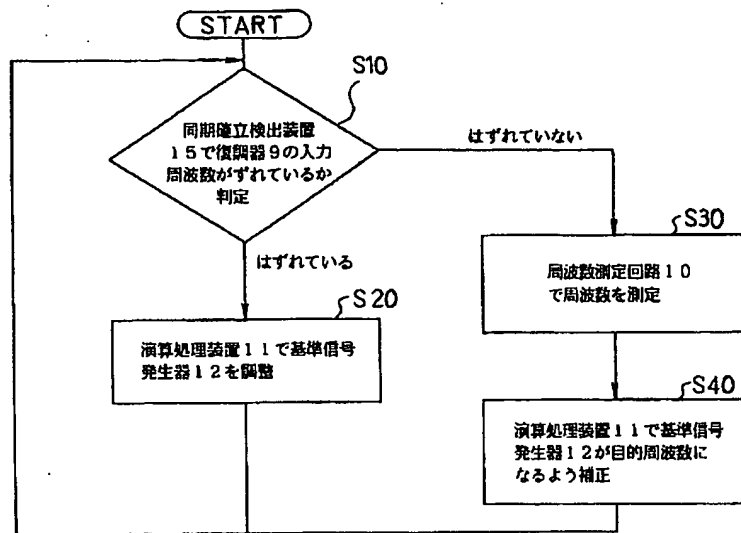 START
S10
同期確立検出装置
15で復調器9の入力
周波数がずれているか
判定
はずれていない
はずれている
S20
演算処理装置11で基準信号
発生器12を調整
S30
周波数測定回路10
で周波数を測定
S40
演算処理装置11で基準信号
発生器12が目的周波数に
なるよう補正